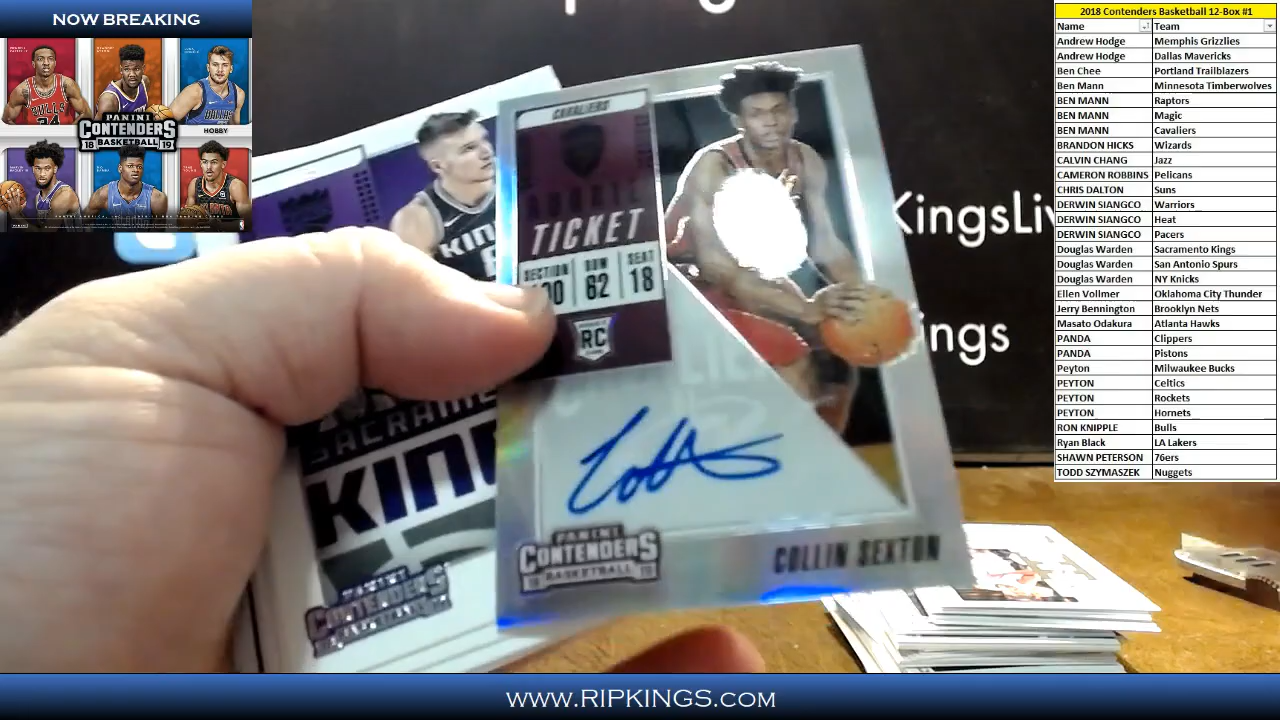 NOW BREAKING
PANINI
CONTENDERS
18 BASKETBALL 19
HOBBY
CAVALIERS
ROOKIE
TICKET
SECTION ROW SEAT
100 62 18
RC
PANINI
CONTENDERS
18 BASKETBALL 19
COLLIN SEXTON
KINGS
SACRAME
KIN
PANINI
CONTENDERS
BASKETBALL
KingsLiv
ings
2018 Contenders Basketball 12-Box #1
Name Team
Andrew Hodge Memphis Grizzlies
Andrew Hodge Dallas Mavericks
Ben Chee Portland Trailblazers
Ben Mann Minnesota Timberwolves
BEN MANN Raptors
BEN MANN Magic
BEN MANN Cavaliers
BRANDON HICKS Wizards
CALVIN CHANG Jazz
CAMERON ROBBINS Pelicans
CHRIS DALTON Suns
DERWIN SIANGCO Warriors
DERWIN SIANGCO Heat
DERWIN SIANGCO Pacers
Douglas Warden Sacramento Kings
Douglas Warden San Antonio Spurs
Douglas Warden NY Knicks
Ellen Vollmer Oklahoma City Thunder
Jerry Bennington Brooklyn Nets
Masato Odakura Atlanta Hawks
PANDA Clippers
PANDA Pistons
Peyton Milwaukee Bucks
PEYTON Celtics
PEYTON Rockets
PEYTON Hornets
RON KNIPPLE Bulls
Ryan Black LA Lakers
SHAWN PETERSON 76ers
TODD SZYMASZEK Nuggets
WWW.RIPKINGS.COM